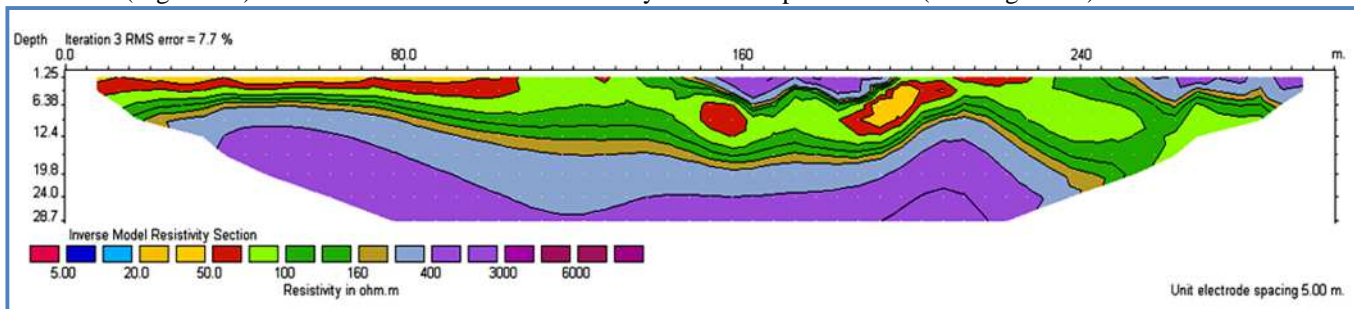 Depth Iteration 3 RMS error = 7.7 %
0.0 80.0 160 240 m.
1.25
6.38
12.4
19.8
24.0
28.7
Inverse Model Resistivity Section
5.00 20.0 50.0 100 160 400 3000 6000
Resistivity in ohm.m
Unit electrode spacing 5.00 m.